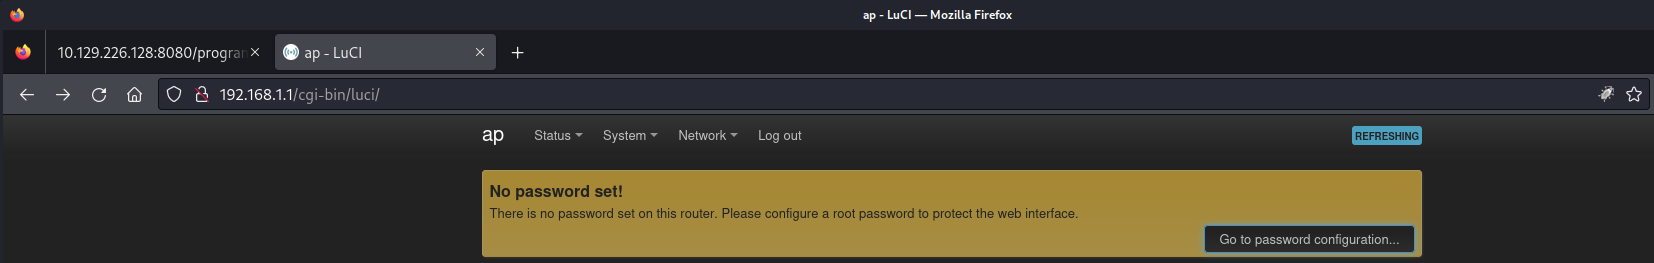 ap - LuCI — Mozilla Firefox
10.129.226.128:8080/progra
ap - LuCI
192.168.1.1/cgi-bin/luci/
ap Status System Network Log out REFRESHING
No password set!
There is no password set on this router. Please configure a root password to protect the web interface.
Go to password configuration...